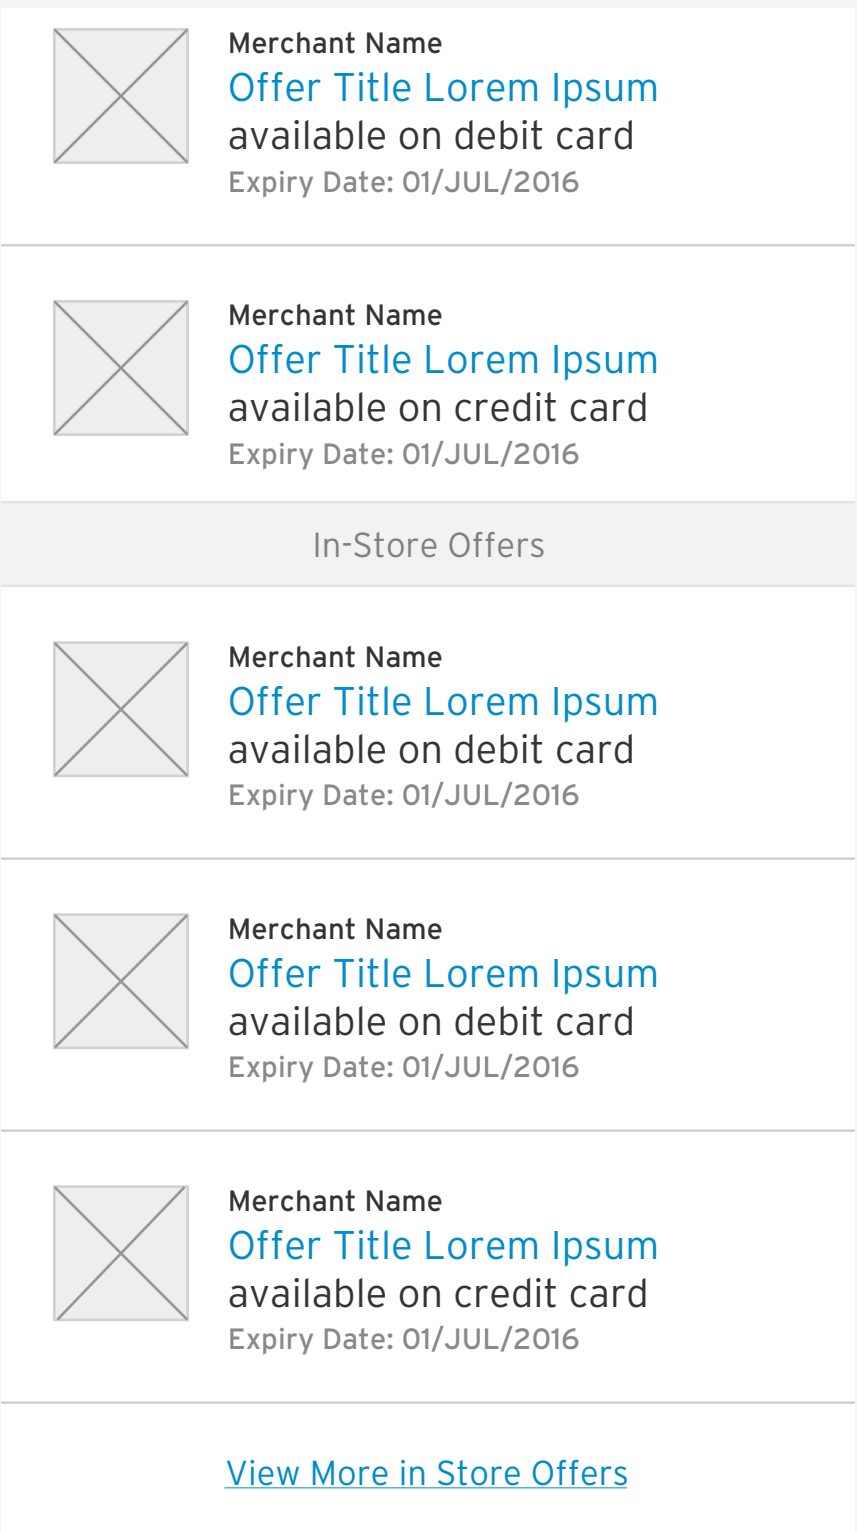 Merchant Name
Offer Title Lorem Ipsum
available on debit card
Expiry Date: 01/JUL/2016
Merchant Name
Offer Title Lorem Ipsum
available on credit card
Expiry Date: 01/JUL/2016
In-Store Offers
Merchant Name
Offer Title Lorem Ipsum
available on debit card
Expiry Date: 01/JUL/2016
Merchant Name
Offer Title Lorem Ipsum
available on debit card
Expiry Date: 01/JUL/2016
Merchant Name
Offer Title Lorem Ipsum
available on credit card
Expiry Date: 01/JUL/2016
View More in Store Offers